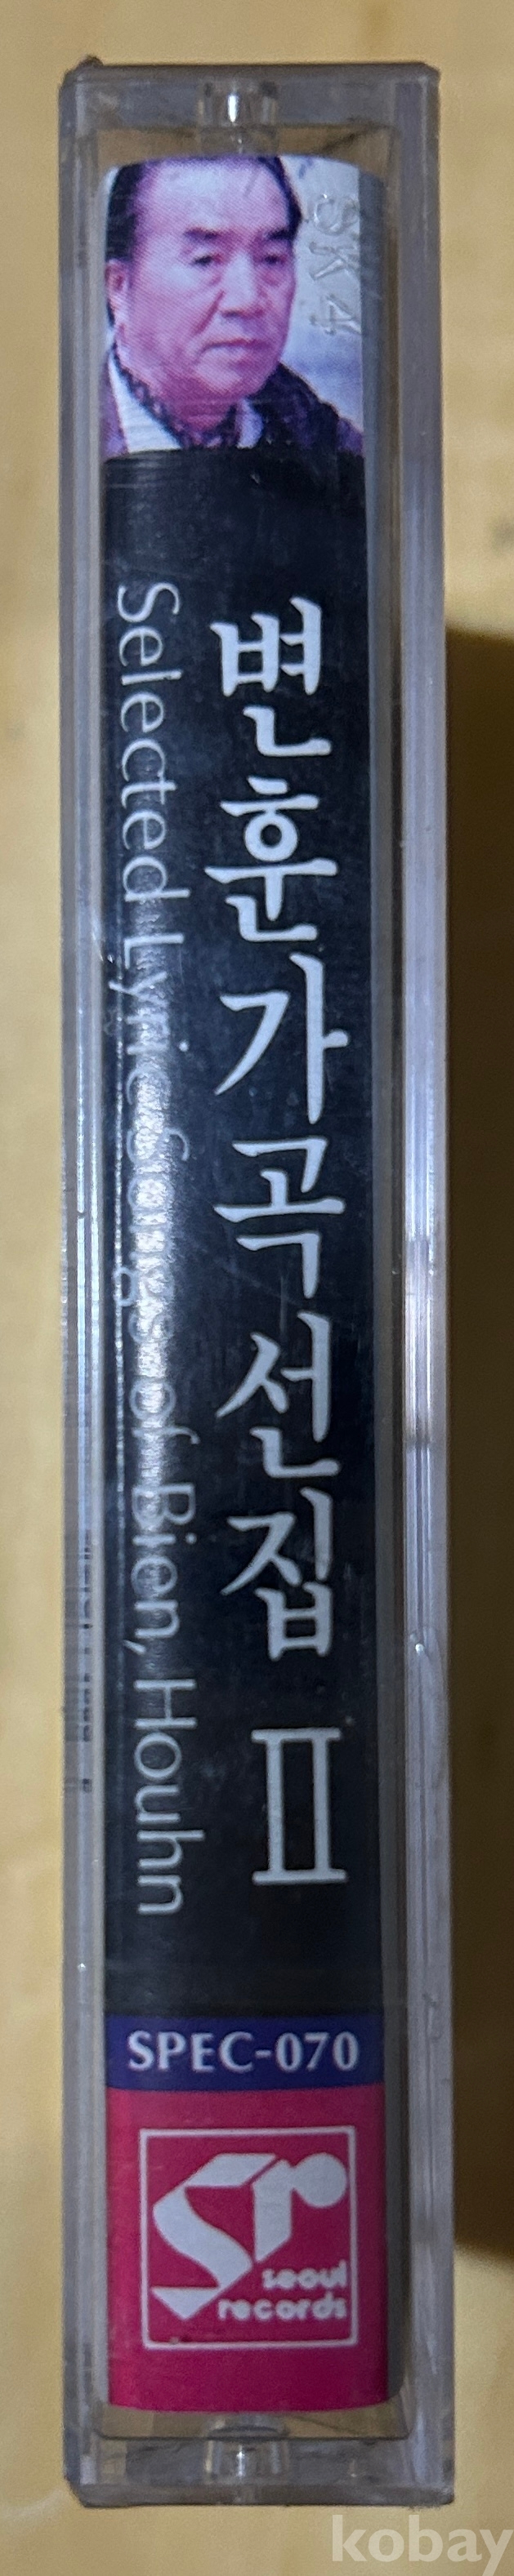 SK4
변훈가곡선집 II
Selected Lyric Songs of Bien, Houhn
SPEC-070
sr
seoul
records
kobay